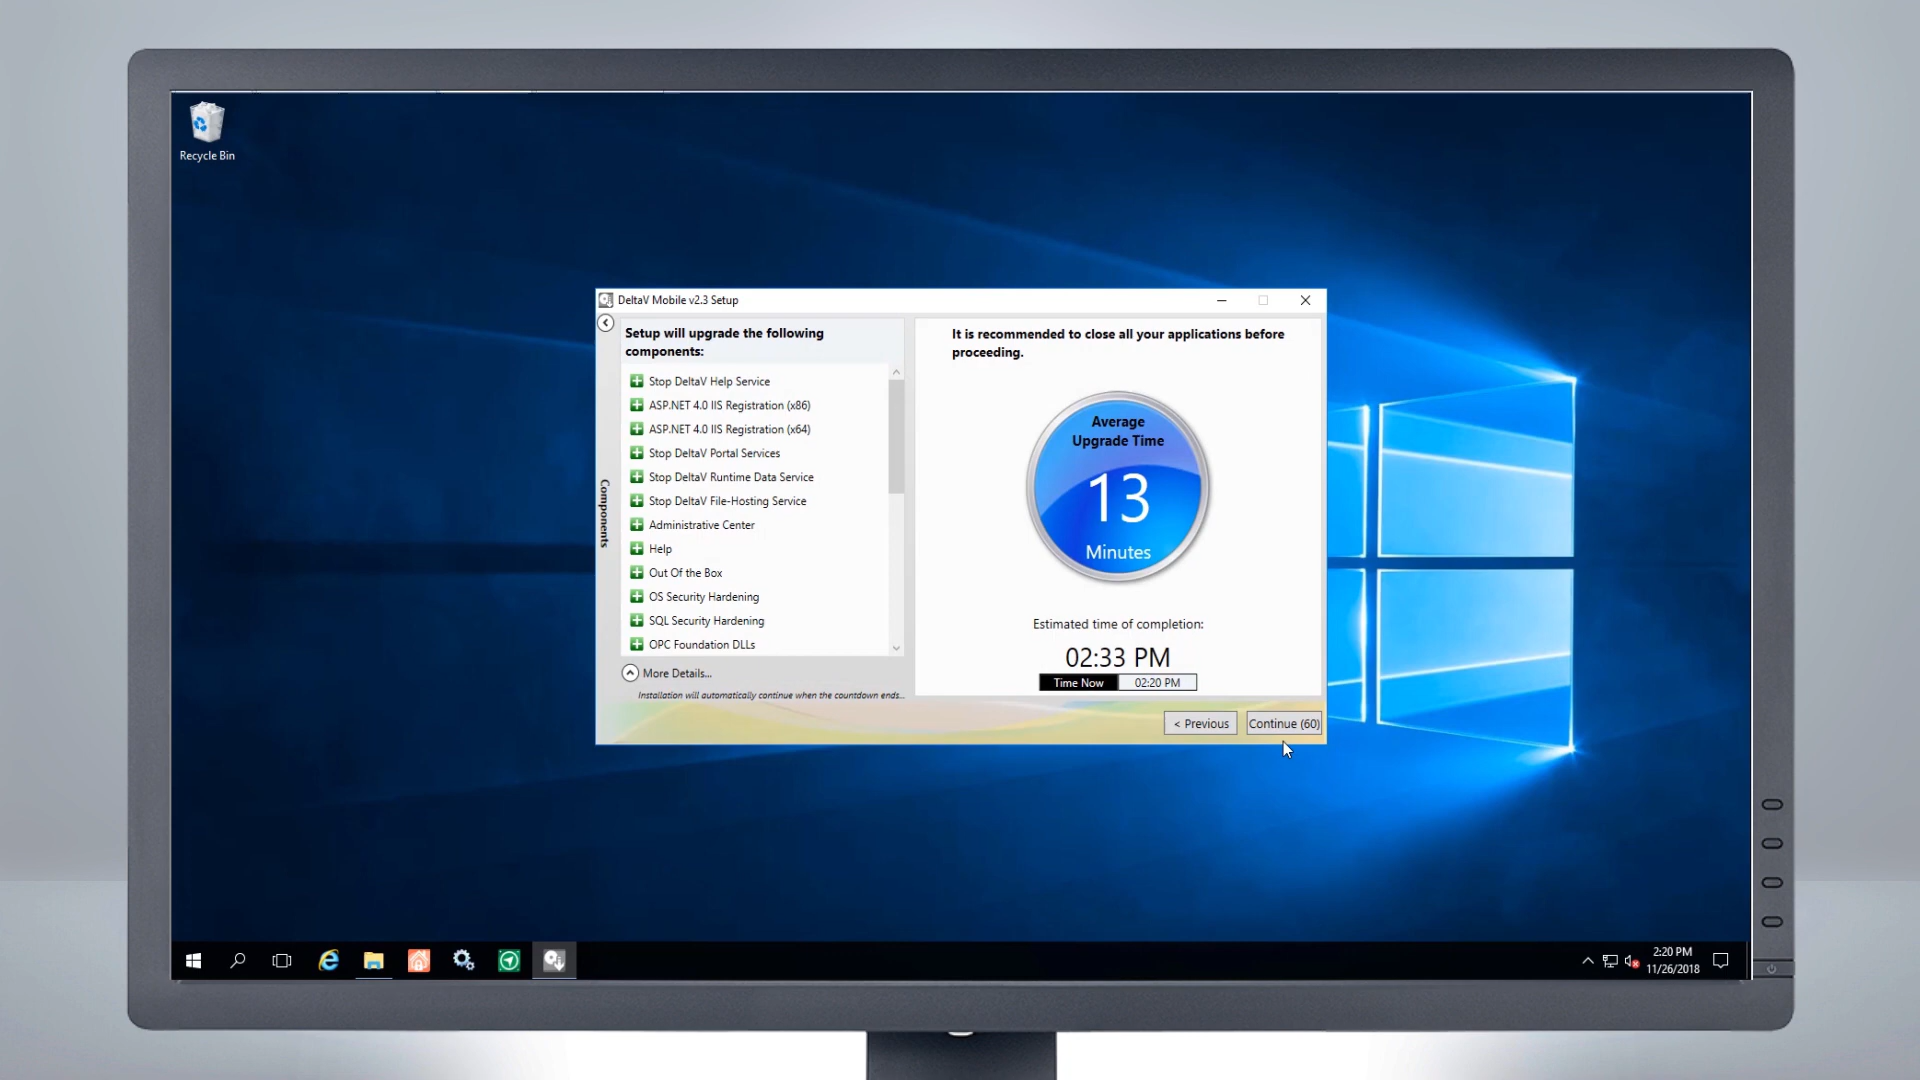 Recycle Bin
DeltaV Mobile v2.3 Setup
Setup will upgrade the following
components:
Stop DeltaV Help Service
ASP.NET 4.0 IIS Registration (x86)
ASP.NET 4.0 IIS Registration (x64)
Stop DeltaV Portal Services
Stop DeltaV Runtime Data Service
Stop DeltaV File-Hosting Service
Administrative Center
Help
Out Of the Box
OS Security Hardening
SQL Security Hardening
OPC Foundation DLLs
Components
More Details...
Installation will automatically continue when the countdown ends...
It is recommended to close all your applications before
proceeding.
Average
Upgrade Time
13
Minutes
Estimated time of completion:
02:33 PM
Time Now 02:20 PM
< Previous
Continue (60)
2:20 PM
11/26/2018